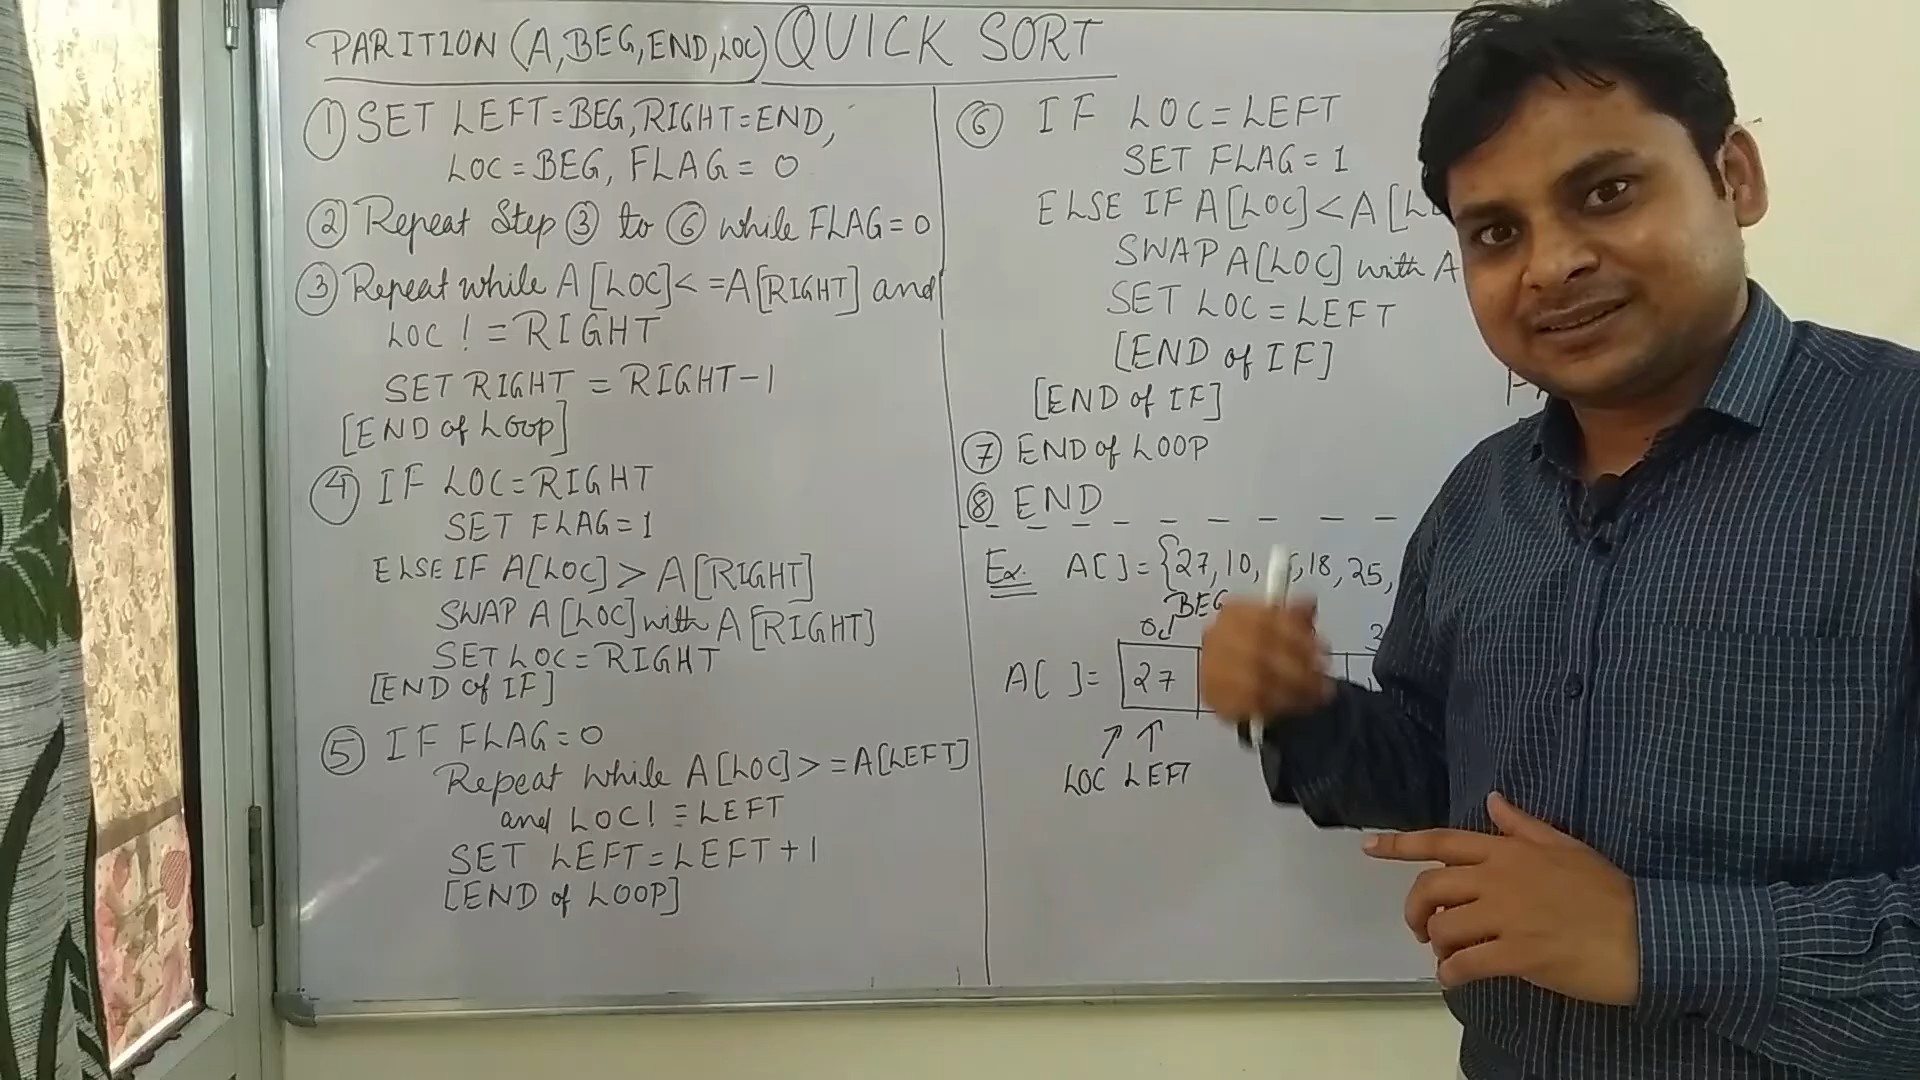 PARITION (A,BEG,END,LOC) QUICK SORT
① SET LEFT=BEG, RIGHT=END,
LOC = BEG, FLAG = 0
② Repeat Step ③ to ⑥ while FLAG=0
③ Repeat while A[LOC]<=A[RIGHT] and
LOC != RIGHT
SET RIGHT = RIGHT-1
[END of LOOP]
④ IF LOC=RIGHT
SET FLAG=1
ELSE IF A[LOC] > A[RIGHT]
SWAP A[LOC] with A[RIGHT]
SET LOC=RIGHT
[END of IF]
⑤ IF FLAG=0
Repeat while A[LOC]>=A[LEFT]
and LOC!=LEFT
SET LEFT=LEFT+1
[END of LOOP]
⑥ IF LOC=LEFT
SET FLAG=1
ELSE IF A[LOC]<A[
SWAP A[LOC] with A
SET LOC=LEFT
[END of IF]
[END of IF]
⑦ END of LOOP
⑧ END
Ex. A[]={27,10, ,18,25,
BEG
0
A[ ]= 27
LOC LEFT